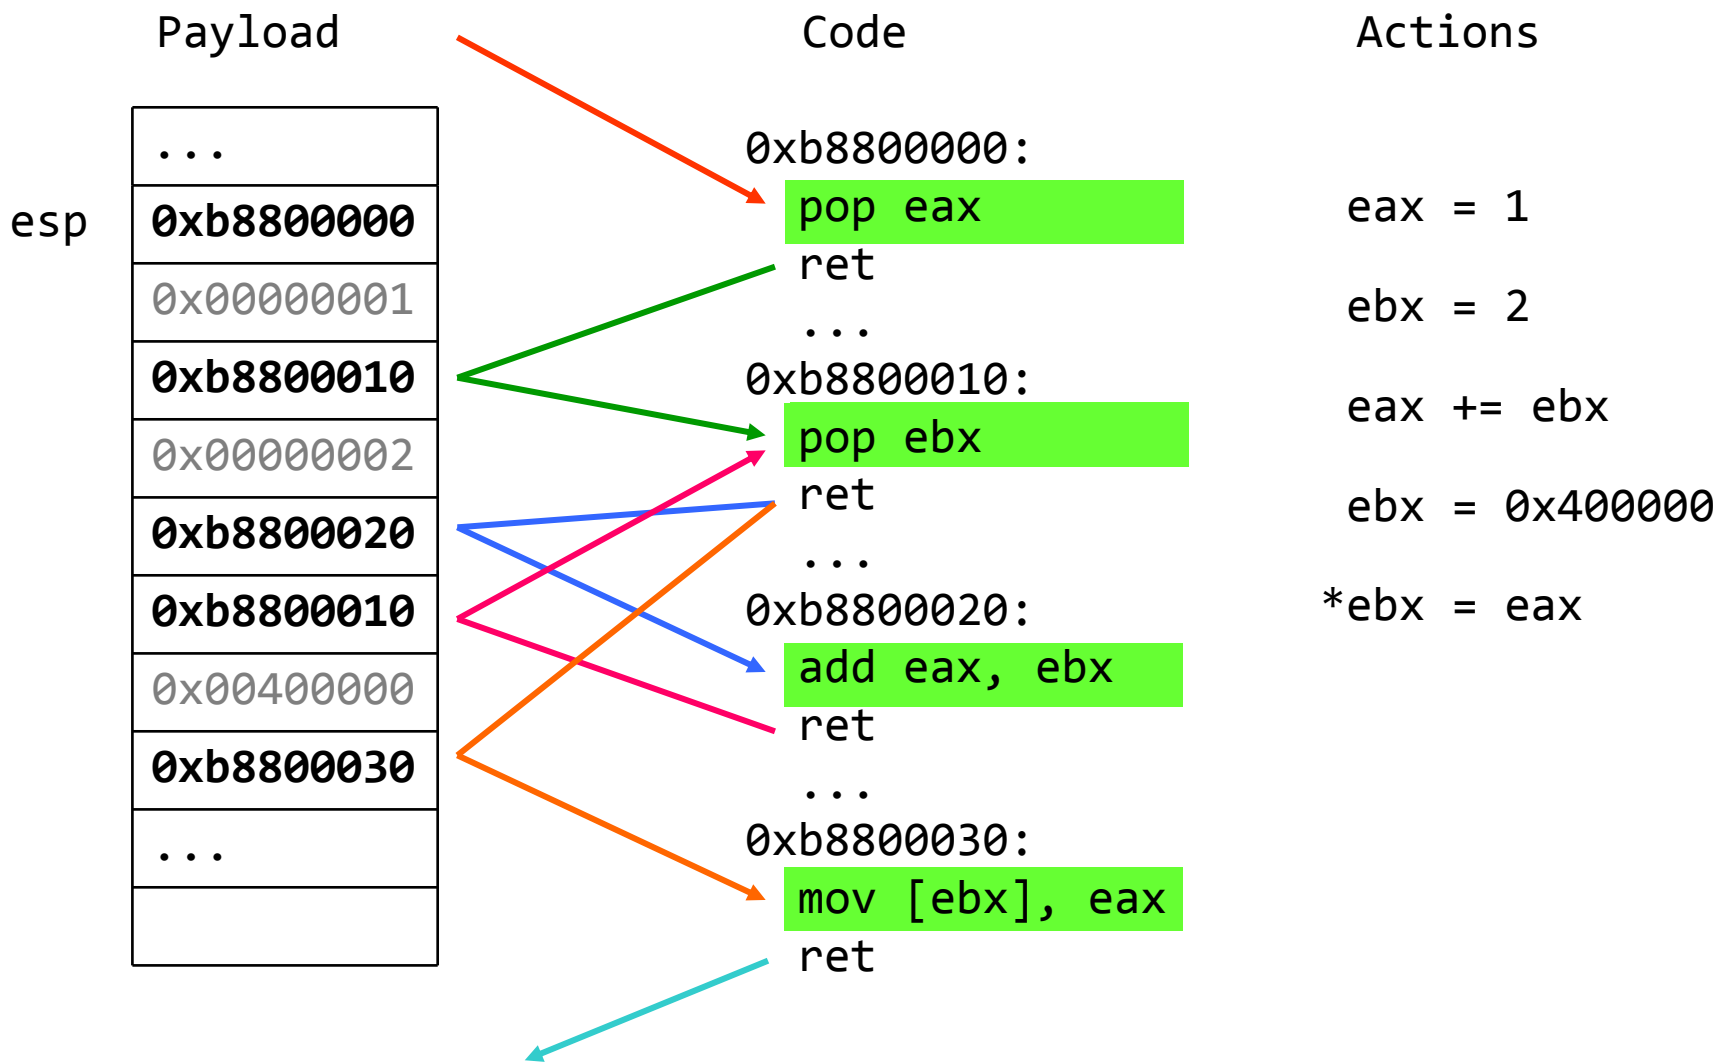 Payload
Code
Actions
...
esp
0xb8800000
0x00000001
0xb8800010
0x00000002
0xb8800020
0xb8800010
0x00400000
0xb8800030
...
0xb8800000:
pop eax
ret
...
0xb8800010:
pop ebx
ret
...
0xb8800020:
add eax, ebx
ret
...
0xb8800030:
mov [ebx], eax
ret
eax = 1
ebx = 2
eax += ebx
ebx = 0x400000
*ebx = eax